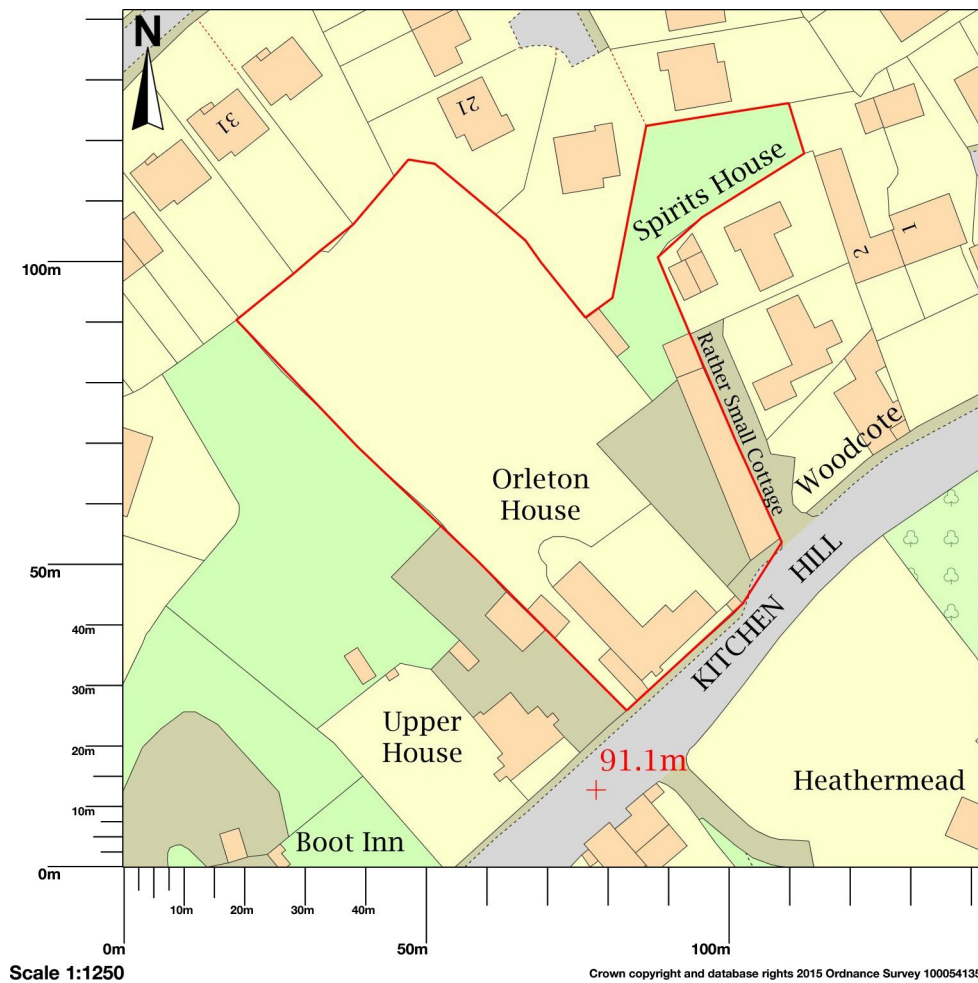 N
31
21
Spirits House
2
1
100m
Rather Small Cottage
Woodcote
Orleton
House
KITCHEN HILL
50m
40m
30m
Upper
House
91.1m
20m
Heathermead
10m
Boot Inn
0m
10m
20m
30m
40m
0m
50m
100m
Scale 1:1250
Crown copyright and database rights 2015 Ordnance Survey 100054135